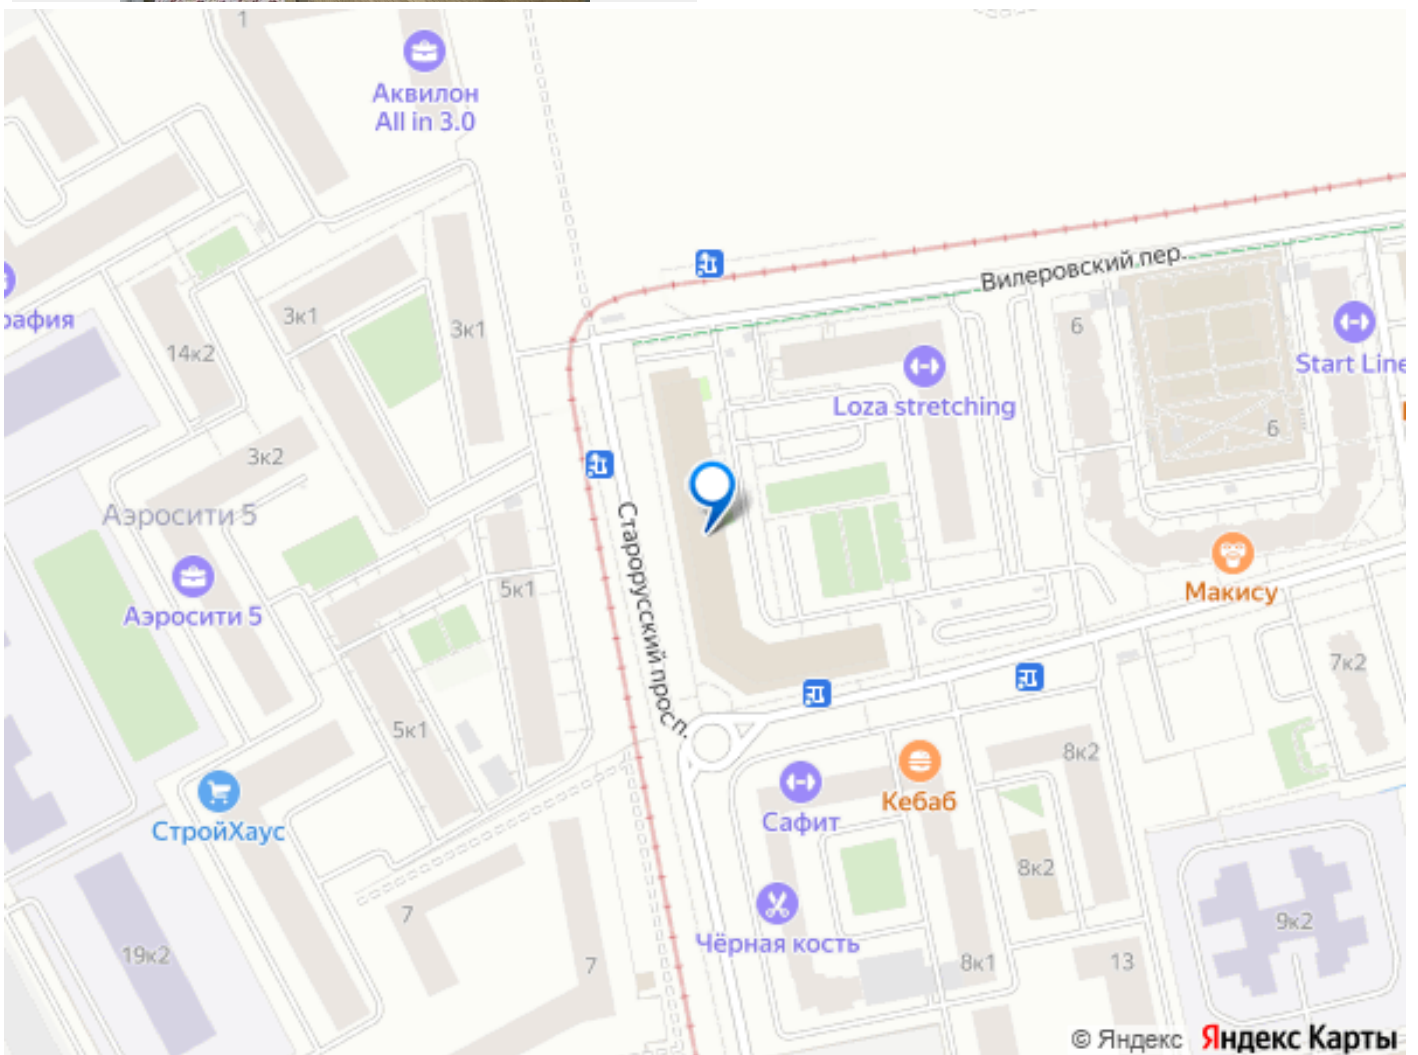 1
Аквилон
All in 3.0
Вилеровский пер.
рафия
3к1
3к1
14к2
6
Start Line
Loza stretching
6
3к2
Аэросити 5
Старорусский просп.
Аэросити 5
5к1
Макису
7к2
5к1
8к2
Кебаб
Сафит
СтройХаус
8к2
7
Чёрная кость
9к2
19к2
7
8к1
13
© Яндекс Яндекс Карты